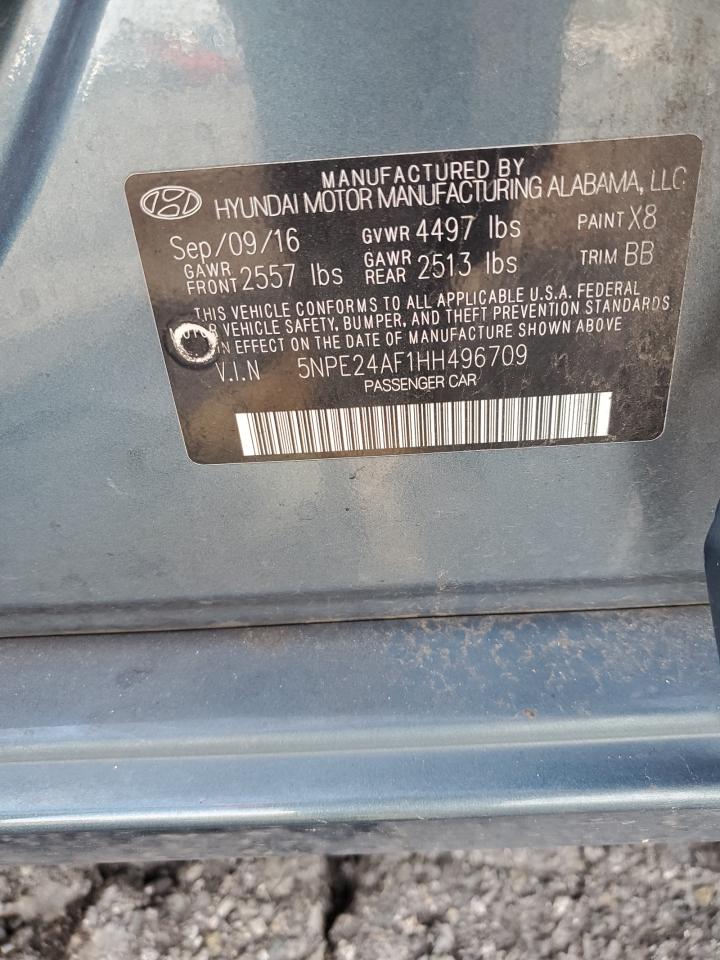 MANUFACTURED BY
HYUNDAI MOTOR MANUFACTURING ALABAMA, LLC
Sep/09/16 GVWR 4497 lbs PAINT X8
GAWR FRONT 2557 lbs GAWR REAR 2513 lbs TRIM BB
THIS VEHICLE CONFORMS TO ALL APPLICABLE U.S.A. FEDERAL
VEHICLE SAFETY, BUMPER, AND THEFT PREVENTION STANDARDS
IN EFFECT ON THE DATE OF MANUFACTURE SHOWN ABOVE
V.I.N 5NPE24AF1HH496709
PASSENGER CAR